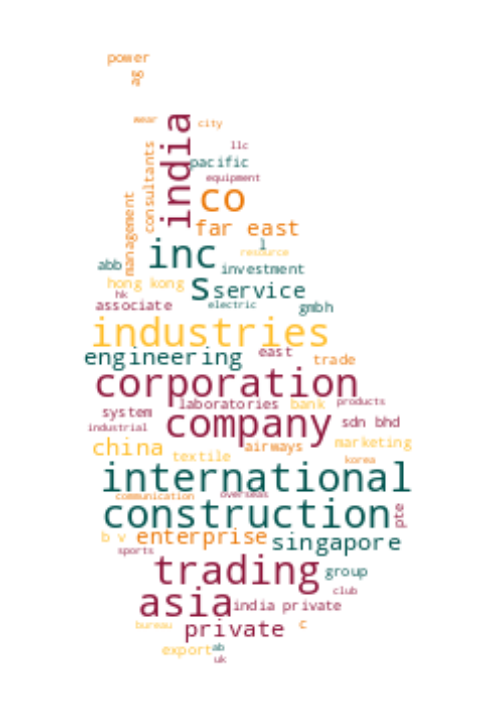 power
ag
wear
city
india
llc
consultants
pacific
equipment
management
co
far east
l
inc
resource
abb
investment
hong kong
s
service
hk
associate
electric
gmbh
industries
engineering
east
trade
corporation
products
laboratories
bank
system
company
sdn bhd
industrial
china
airways
marketing
textile
korea
international
communication
overseas
construction
pte
b v
enterprise
singapore
sports
trading
group
club
asia
india private
bureau
private
c
export
ab
uk